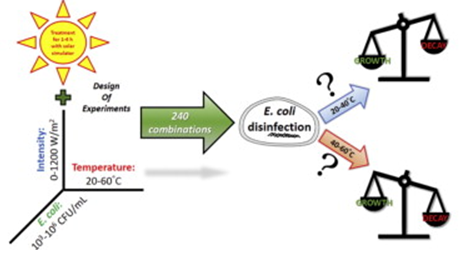 Treatment
for 1-4 h
with solar
simulator
Design
Of
Experiments
Intensity:
0-1200 W/m²
Temperature:
20-60°C
E. coli:
10³-10⁶ CFU/mL
240
combinations
E. coli
disinfection
?
20-40°C
?
40-60°C
GROWTH
DECAY
GROWTH
DECAY